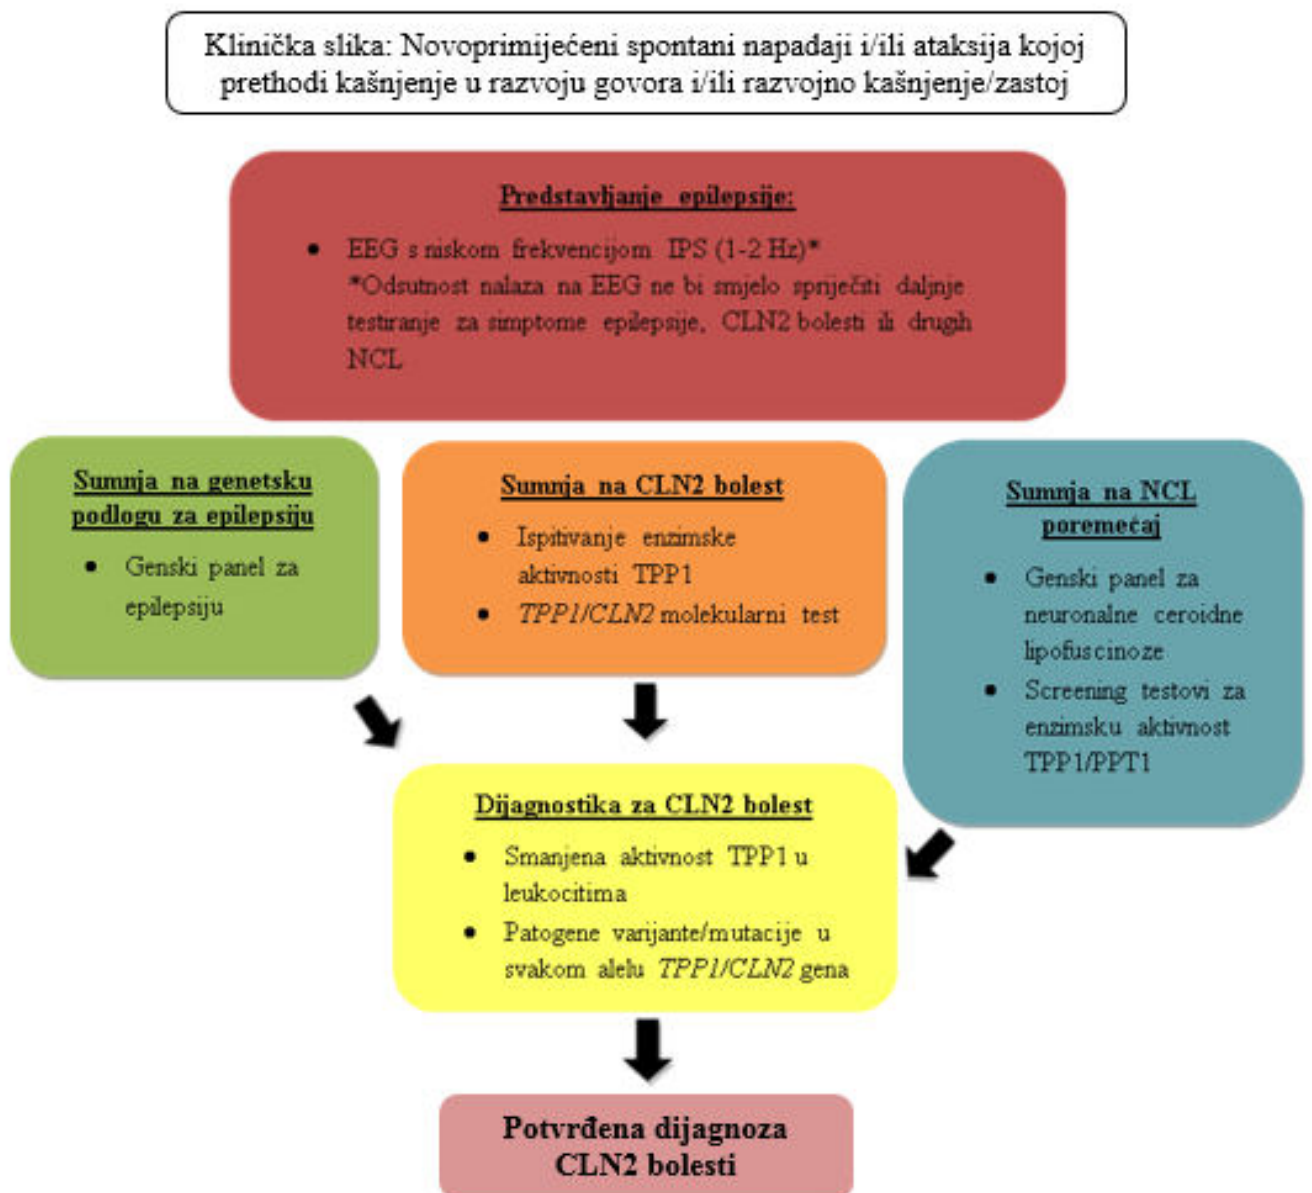 Klinička slika: Novoprimijećeni spontani napadaji i/ili ataksija kojoj
prethodi kašnjenje u razvoju govora i/ili razvojno kašnjenje/zastoj
Predstavljanje epilepsije:
• EEG s niskom frekvencijom IPS (1-2 Hz)*
*Odsutnost nalaza na EEG ne bi smjelo spriječiti daljnje
testiranje za simptome epilepsije, CLN2 bolesti ili drugih
NCL
Sumnja na genetsku
podlogu za epilepsiju
• Genski panel za
epilepsiju
Sumnja na CLN2 bolest
• Ispitivanje enzimske
aktivnosti TPP1
• TPP1/CLN2 molekularni test
Sumnja na NCL
poremećaj
• Genski panel za
neuronalne ceroidne
lipofuscinoze
• Screening testovi za
enzimsku aktivnost
TPP1/PPT1
Dijagnostika za CLN2 bolest
• Smanjena aktivnost TPP1 u
leukocitima
• Patogene varijante/mutacije u
svakom alelu TPP1/CLN2 gena
Potvrđena dijagnoza
CLN2 bolesti